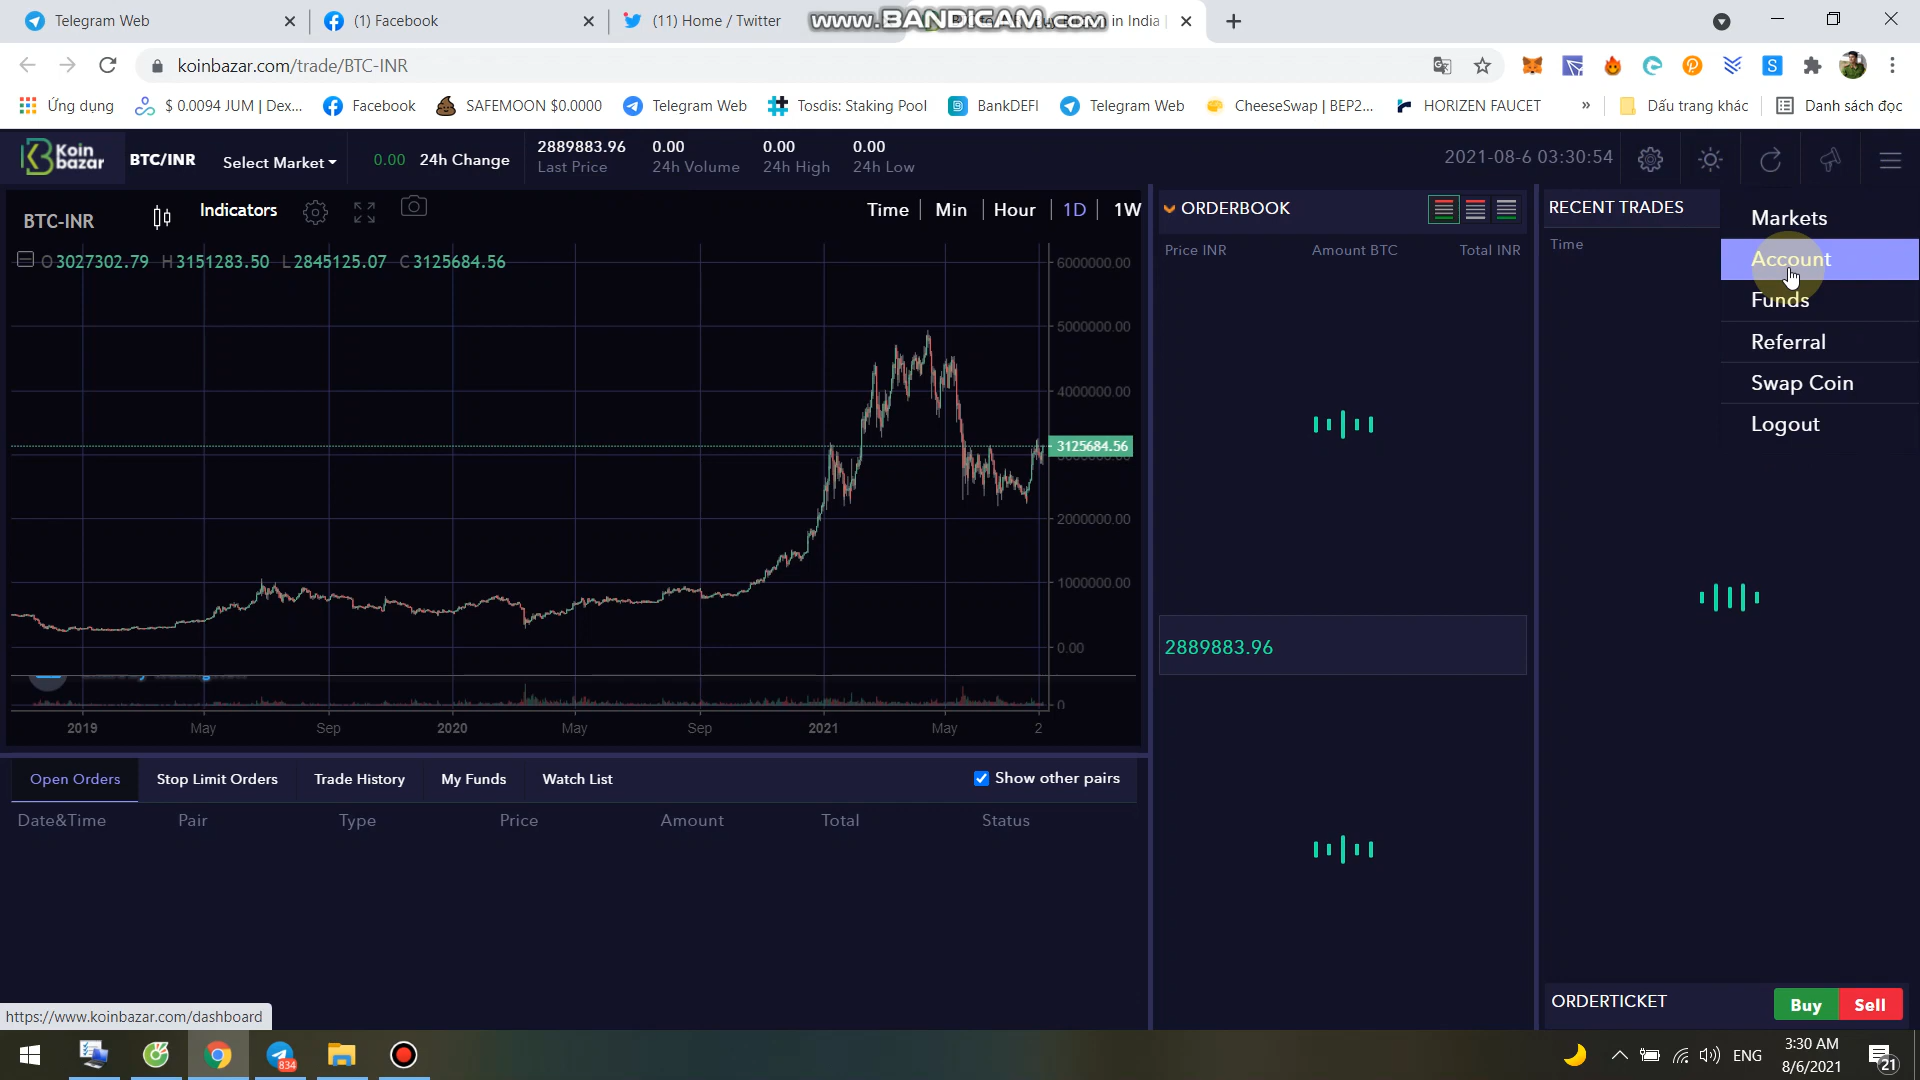 Telegram Web
(1) Facebook
(11) Home / Twitter
www.BANDICAM.com
in India |
koinbazar.com/trade/BTC-INR
Ứng dụng
$ 0.0094 JUM | Dex...
Facebook
SAFEMOON $0.0000
Telegram Web
Tosdis: Staking Pool
BankDEFI
Telegram Web
CheeseSwap | BEP2...
HORIZEN FAUCET
»
Dấu trang khác
Danh sách đọc
Koin bazar
BTC/INR
Select Market
0.00 24h Change
2889883.96
Last Price
0.00
24h Volume
0.00
24h High
0.00
24h Low
2021-08-6 03:30:54
BTC-INR
Indicators
Time
Min
Hour
1D
1W
O 3027302.79 H 3151283.50 L 2845125.07 C 3125684.56
6000000.00
5000000.00
4000000.00
3125684.56
2000000.00
1000000.00
0.00
0
2019
May
Sep
2020
May
Sep
2021
May
2
ORDERBOOK
Price INR
Amount BTC
Total INR
2889883.96
RECENT TRADES
Time
Markets
Account
Funds
Referral
Swap Coin
Logout
Open Orders
Stop Limit Orders
Trade History
My Funds
Watch List
Show other pairs
Date&Time
Pair
Type
Price
Amount
Total
Status
ORDERTICKET
Buy
Sell
https://www.koinbazar.com/dashboard
834
ENG
3:30 AM
8/6/2021
21